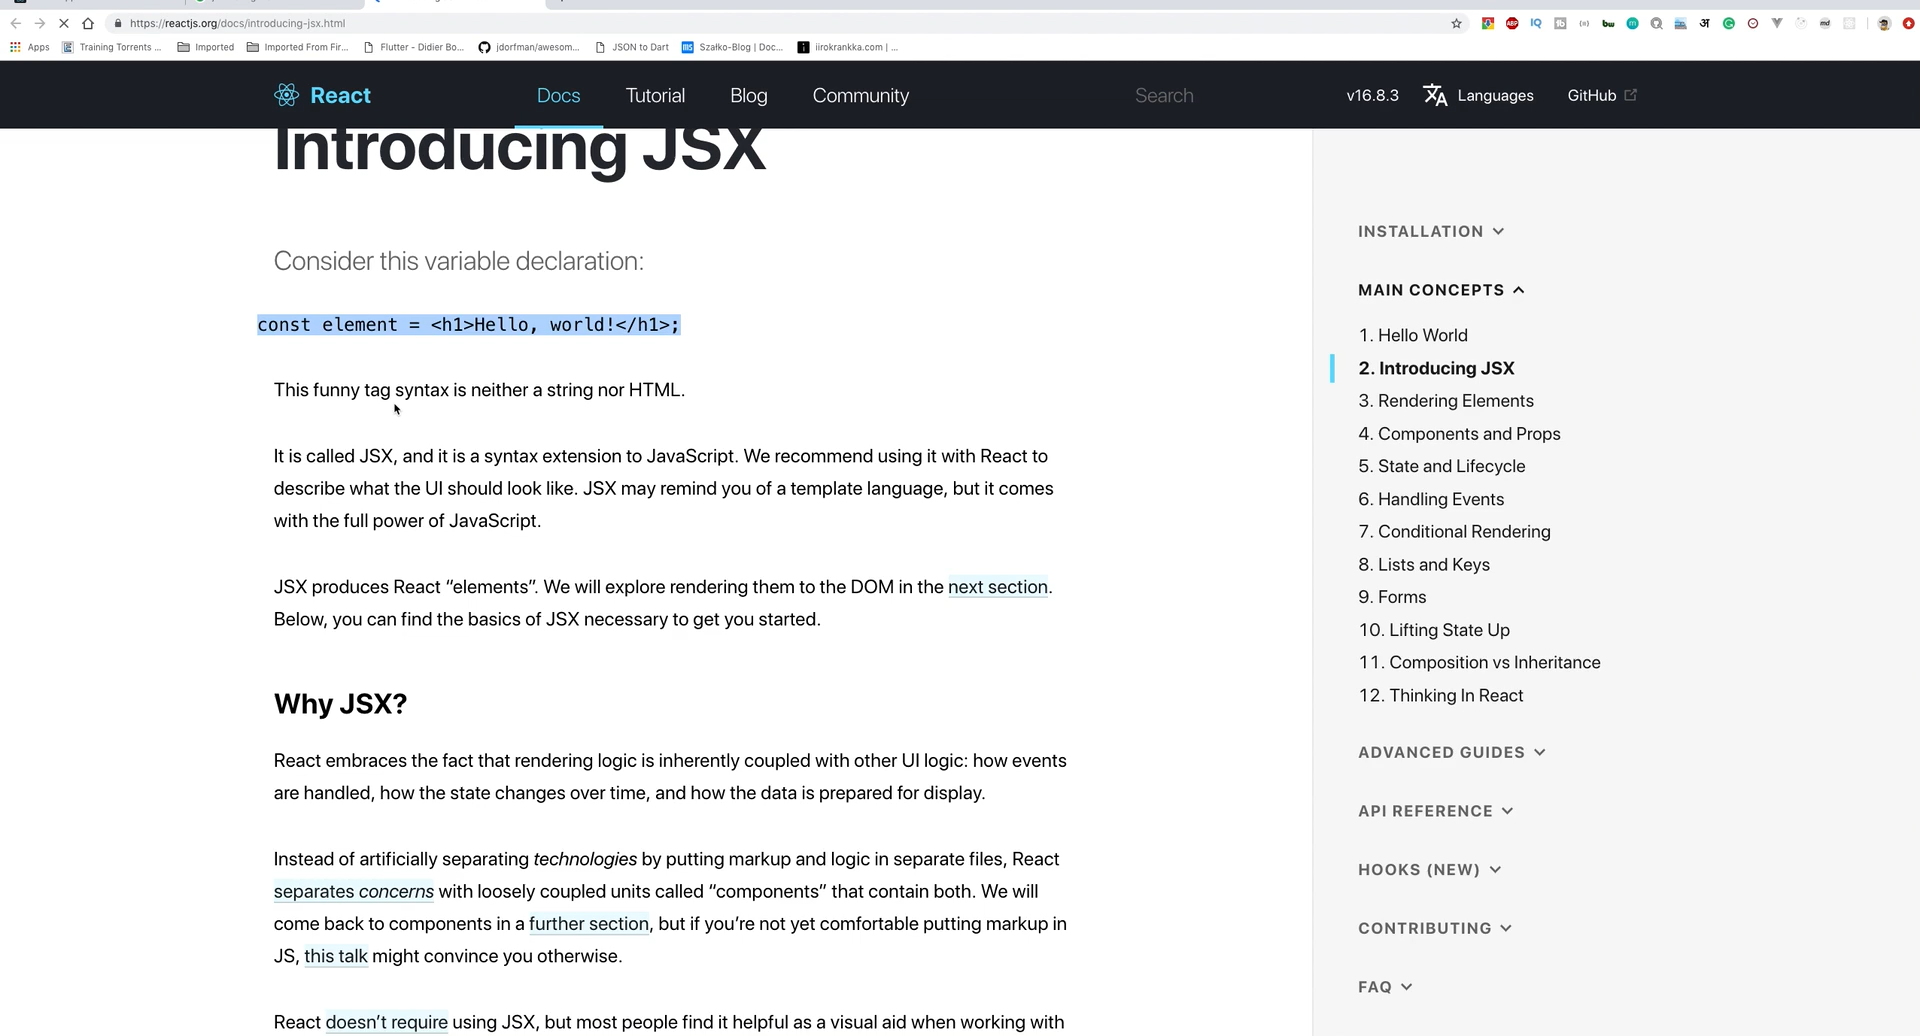 https://reactjs.org/docs/introducing-jsx.html
Apps Training Torrents ... Imported Imported From Fir... Flutter - Didier Bo... jdorfman/awesom... JSON to Dart Szałko-Blog | Doc... iirokrankka.com | ...
React Docs Tutorial Blog Community Search v16.8.3 Languages GitHub
Introducing JSX
Consider this variable declaration:
const element = <h1>Hello, world!</h1>;
This funny tag syntax is neither a string nor HTML.
It is called JSX, and it is a syntax extension to JavaScript. We recommend using it with React to
describe what the UI should look like. JSX may remind you of a template language, but it comes
with the full power of JavaScript.
JSX produces React “elements”. We will explore rendering them to the DOM in the next section.
Below, you can find the basics of JSX necessary to get you started.
Why JSX?
React embraces the fact that rendering logic is inherently coupled with other UI logic: how events
are handled, how the state changes over time, and how the data is prepared for display.
Instead of artificially separating technologies by putting markup and logic in separate files, React
separates concerns with loosely coupled units called “components” that contain both. We will
come back to components in a further section, but if you’re not yet comfortable putting markup in
JS, this talk might convince you otherwise.
React doesn’t require using JSX, but most people find it helpful as a visual aid when working with
INSTALLATION
MAIN CONCEPTS
1. Hello World
2. Introducing JSX
3. Rendering Elements
4. Components and Props
5. State and Lifecycle
6. Handling Events
7. Conditional Rendering
8. Lists and Keys
9. Forms
10. Lifting State Up
11. Composition vs Inheritance
12. Thinking In React
ADVANCED GUIDES
API REFERENCE
HOOKS (NEW)
CONTRIBUTING
FAQ